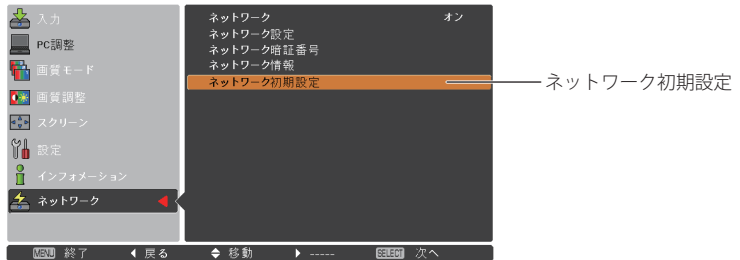 入力
PC調整
画質モード
画質調整
スクリーン
設定
インフォメーション
ネットワーク
ネットワーク オン
ネットワーク設定
ネットワーク暗証番号
ネットワーク情報
ネットワーク初期設定
ネットワーク初期設定
MENU 終了 戻る 移動 ----- SELECT 次へ